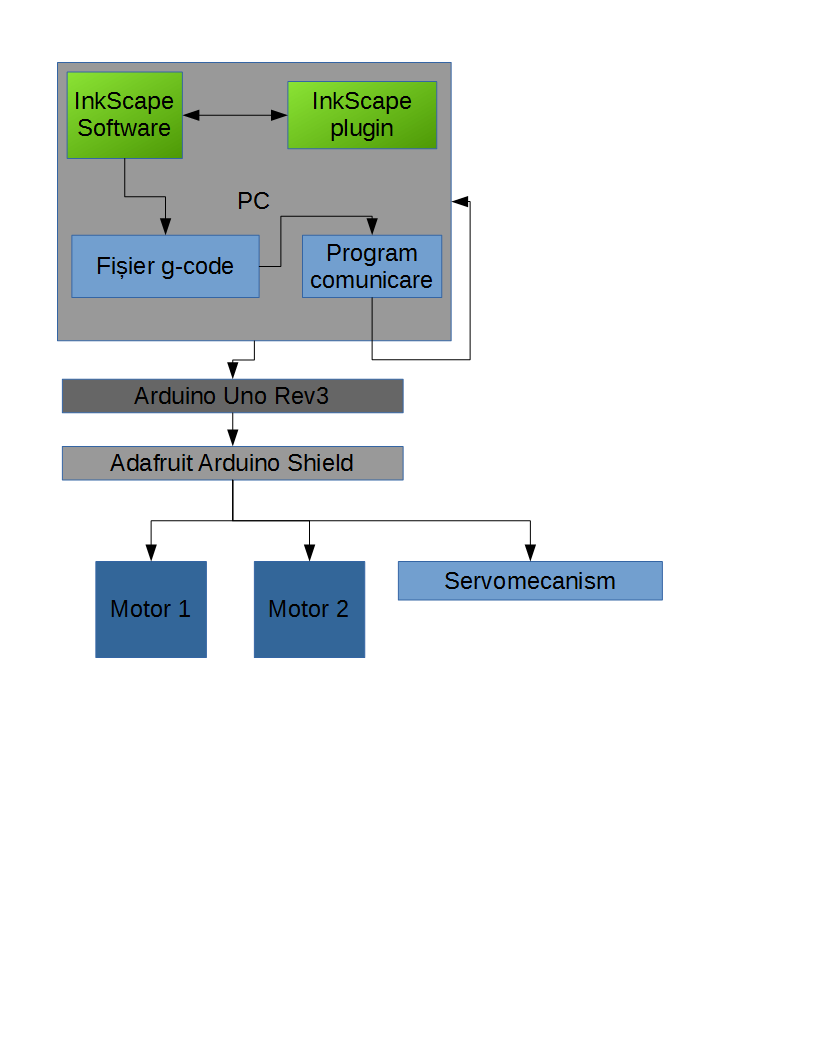 InkScape
Software
InkScape
plugin
PC
Fișier g-code
Program
comunicare
Arduino Uno Rev3
Adafruit Arduino Shield
Motor 1
Motor 2
Servomecanism